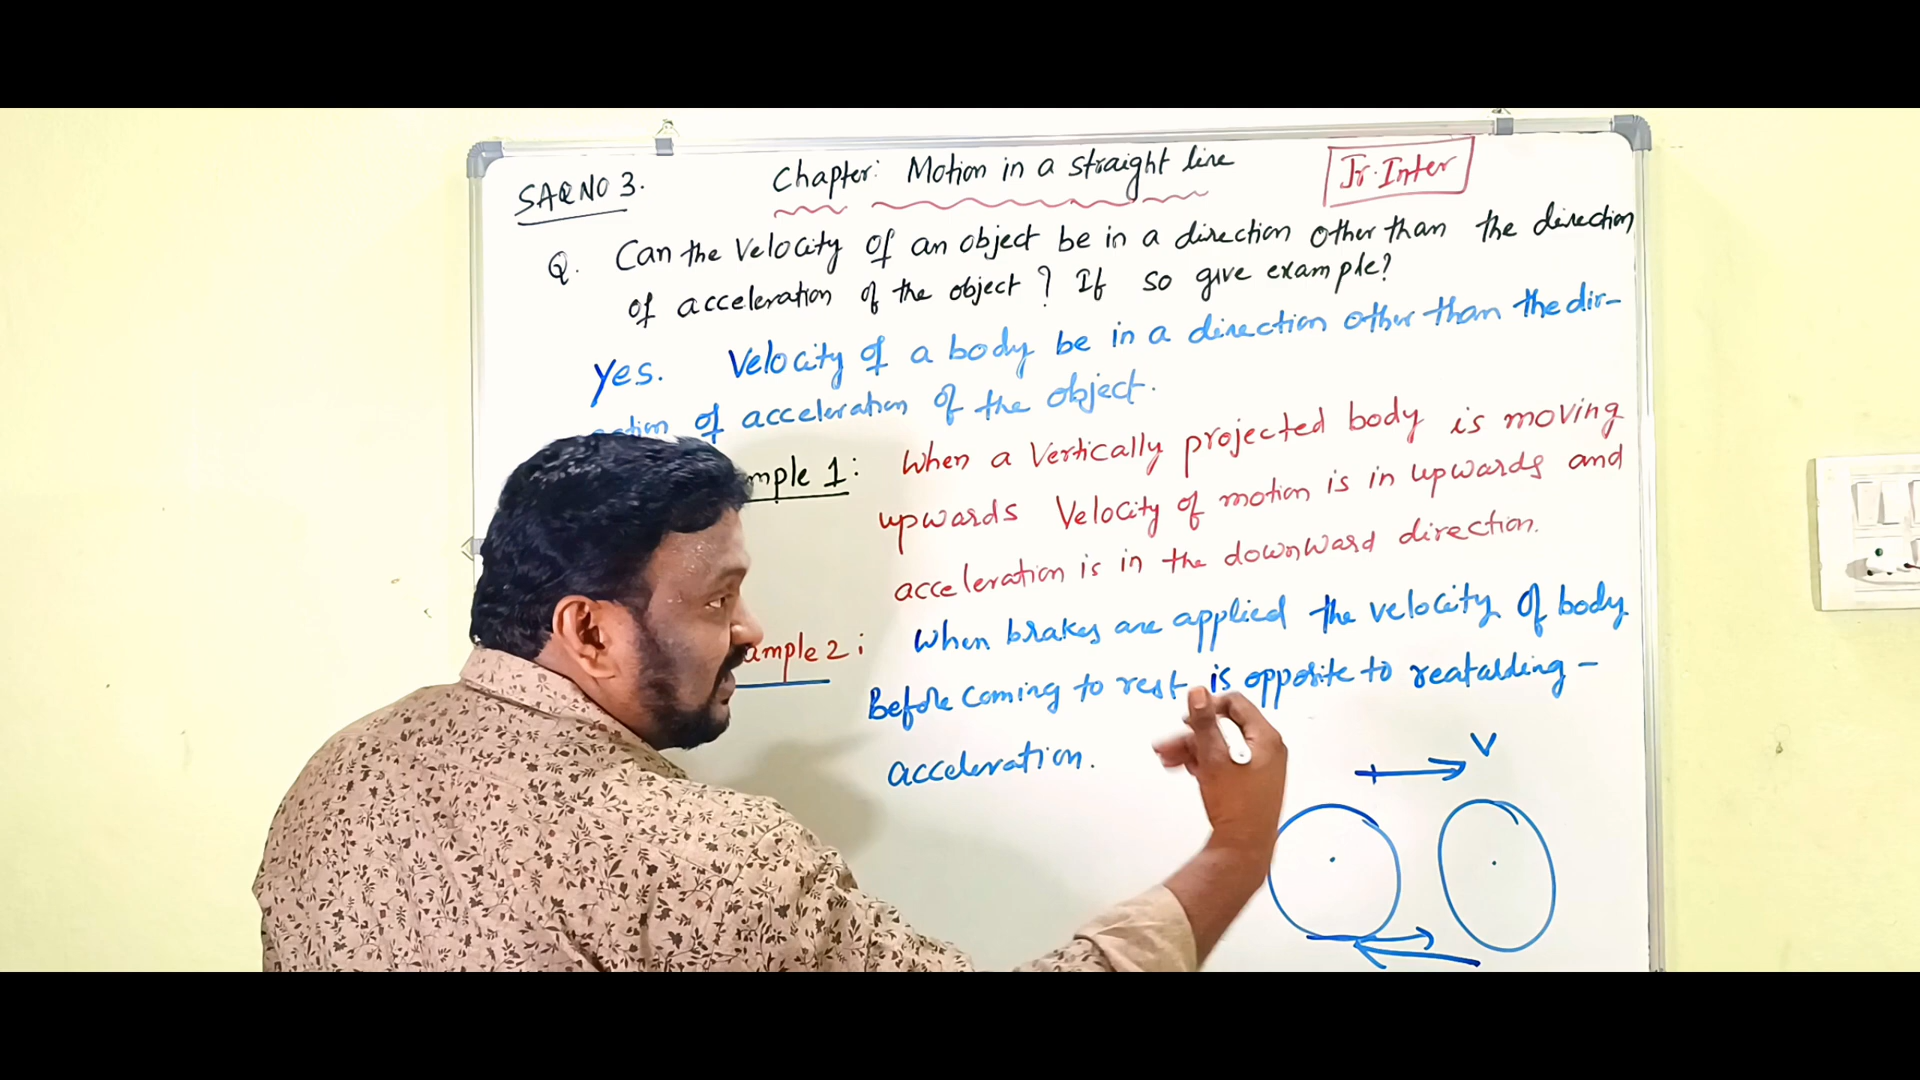 SAQ NO 3.
Chapter: Motion in a straight line
Jr. Inter
Q. Can the Velocity of an object be in a direction other than the direction
of acceleration of the object? If so give example?
Yes. Velocity of a body be in a direction other than the dir-
ection of acceleration of the object.
mple 1: When a Vertically projected body is moving
upwards Velocity of motion is in upwards and
acceleration is in the downward direction.
ample 2: When brakes are applied the velocity of body
Before coming to rest is opposite to reatarding -
acceleration.
V